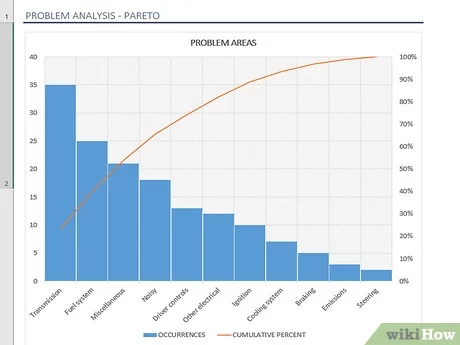 1
PROBLEM ANALYSIS - PARETO
2
PROBLEM AREAS
40
35
30
25
20
15
10
5
0
100%
90%
80%
70%
60%
50%
40%
30%
20%
10%
0%
Transmission
Fuel system
Miscellaneous
Noisy
Driver controls
Other electrical
Ignition
Cooling system
Braking
Emissions
Steering
OCCURRENCES
CUMULATIVE PERCENT
wikiHow